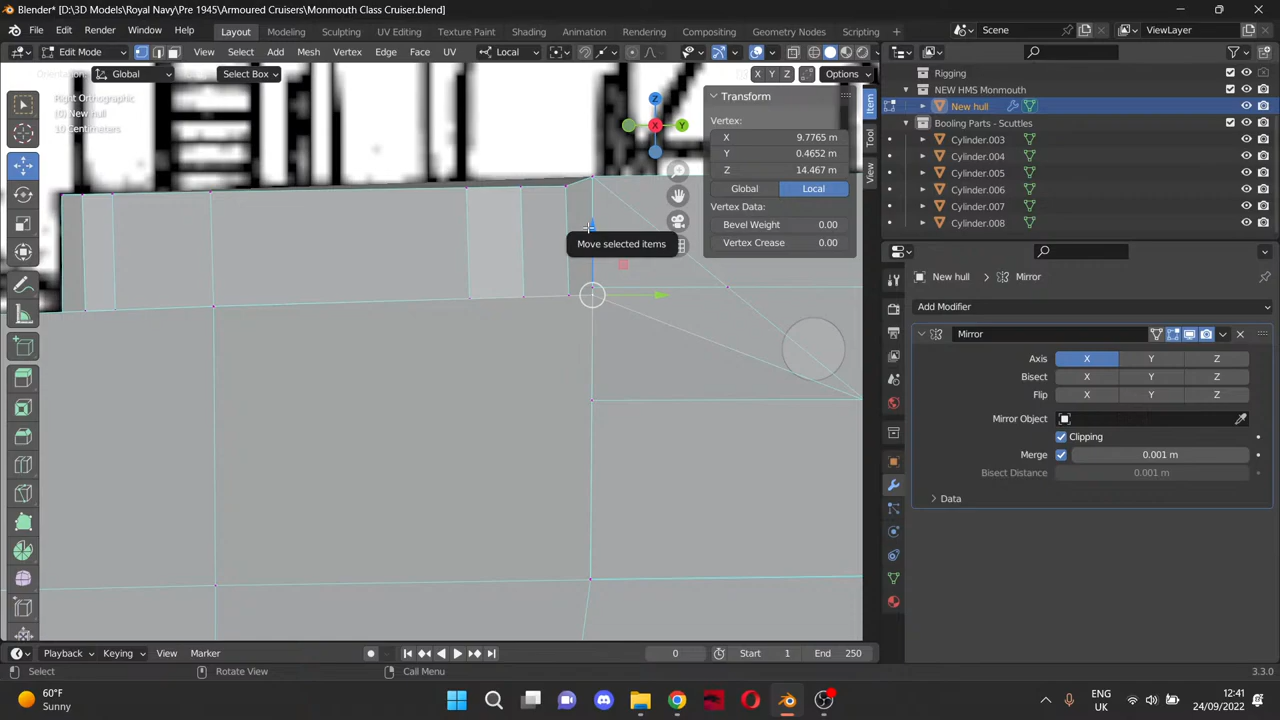 Blender* [D:\3D Models\Royal Navy\Pre 1945\Armoured Cruisers\Monmouth Class Cruiser.blend]
File Edit Render Window Help Layout Modeling Sculpting UV Editing Texture Paint Shading Animation Rendering Compositing Geometry Nodes Scripting Scene ViewLayer
Edit Mode View Select Add Mesh Vertex Edge Face UV Local
Orientation: Global Select Box X Y Z Options
Right Orthographic
(0) New hull
10 Centimeters
Z
Y
X
Move selected items
Transform
Vertex:
X 9.7765 m
Y 0.4652 m
Z 14.467 m
Global Local
Vertex Data:
Bevel Weight 0.00
Vertex Crease 0.00
Item
Tool
View
Rigging
NEW HMS Monmouth
New hull
Booling Parts - Scuttles
Cylinder.003
Cylinder.004
Cylinder.005
Cylinder.006
Cylinder.007
Cylinder.008
New hull Mirror
Add Modifier
Mirror
Axis X Y Z
Bisect X Y Z
Flip X Y Z
Mirror Object
Clipping
Merge 0.001 m
Bisect Distance 0.001 m
Data
Playback Keying View Marker 0 Start 1 End 250
Select Rotate View Call Menu 3.3.0
60°F
Sunny
ENG
UK
12:41
24/09/2022